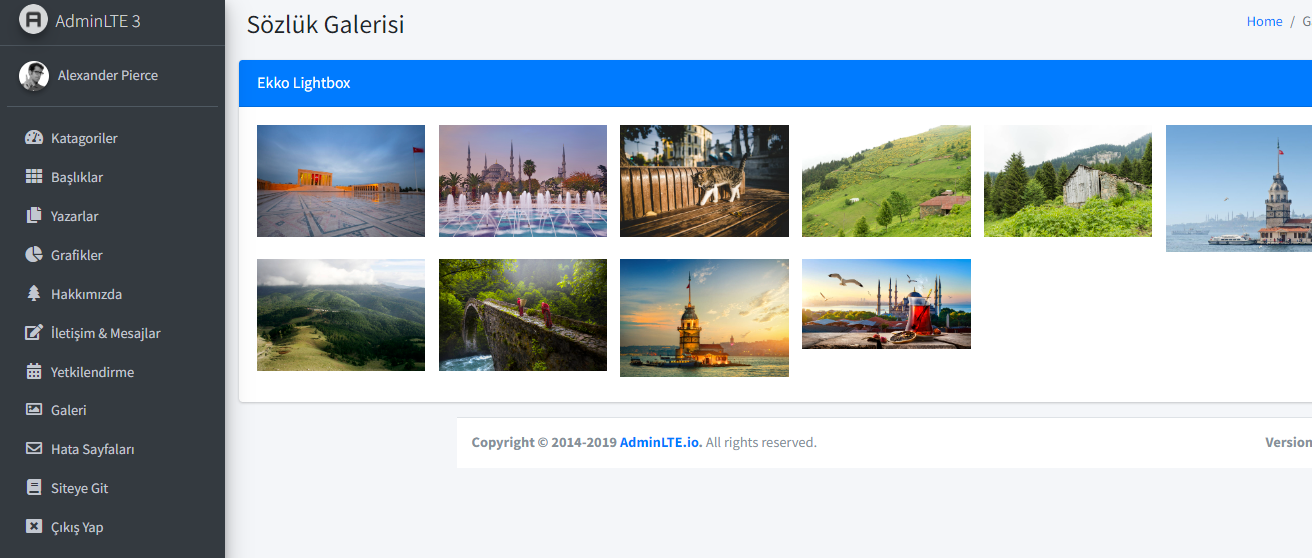 AdminLTE 3
Alexander Pierce
Katagoriler
Başlıklar
Yazarlar
Grafikler
Hakkımızda
İletişim & Mesajlar
Yetkilendirme
Galeri
Hata Sayfaları
Siteye Git
Çıkış Yap
Sözlük Galerisi
Home / G
Ekko Lightbox
Copyright © 2014-2019 AdminLTE.io. All rights reserved.
Version